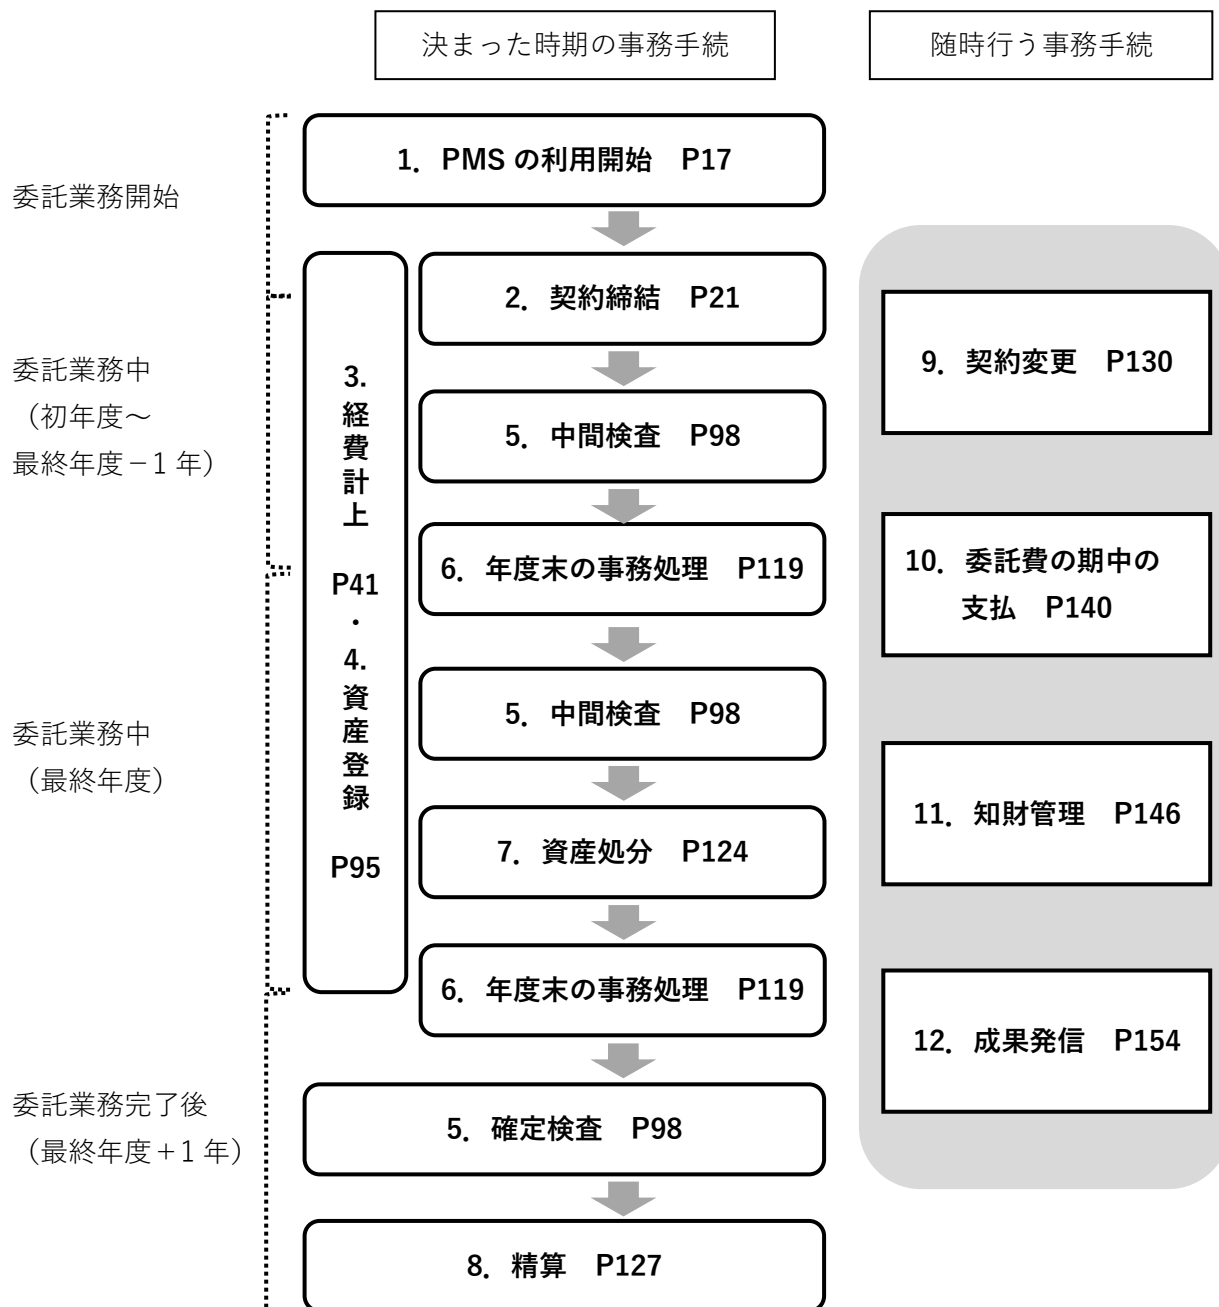 決まった時期の事務手続
随時行う事務手続
委託業務開始
1. PMS の利用開始　P17
2. 契約締結　P21
委託業務中
（初年度～
最終年度－1 年）
3. 経費計上　P41・4. 資産登録　P95
5. 中間検査　P98
6. 年度末の事務処理　P119
委託業務中
（最終年度）
5. 中間検査　P98
7. 資産処分　P124
6. 年度末の事務処理　P119
委託業務完了後
（最終年度＋1 年）
5. 確定検査　P98
8. 精算　P127
9. 契約変更　P130
10. 委託費の期中の
支払　P140
11. 知財管理　P146
12. 成果発信　P154